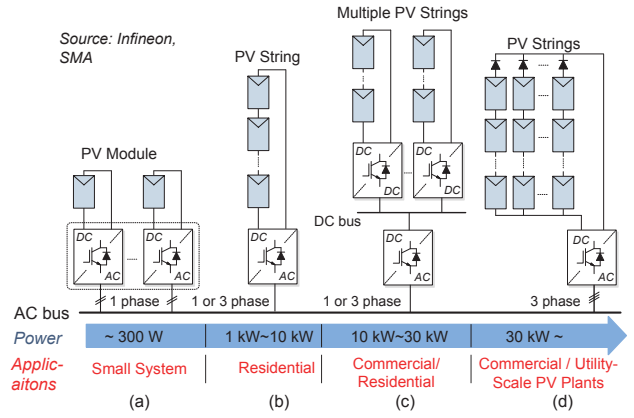 Source: Infineon,
SMA
Multiple PV Strings
PV String
PV Strings
PV Module
DC
AC
DC
AC
DC
AC
DC
DC
DC
DC
DC bus
DC
AC
DC
AC
AC bus
1 phase
1 or 3 phase
1 or 3 phase
3 phase
Power
~ 300 W
1 kW~10 kW
10 kW~30 kW
30 kW ~
Applic-
aitons
Small System
Residential
Commercial/
Residential
Commercial / Utility-
Scale PV Plants
(a)
(b)
(c)
(d)